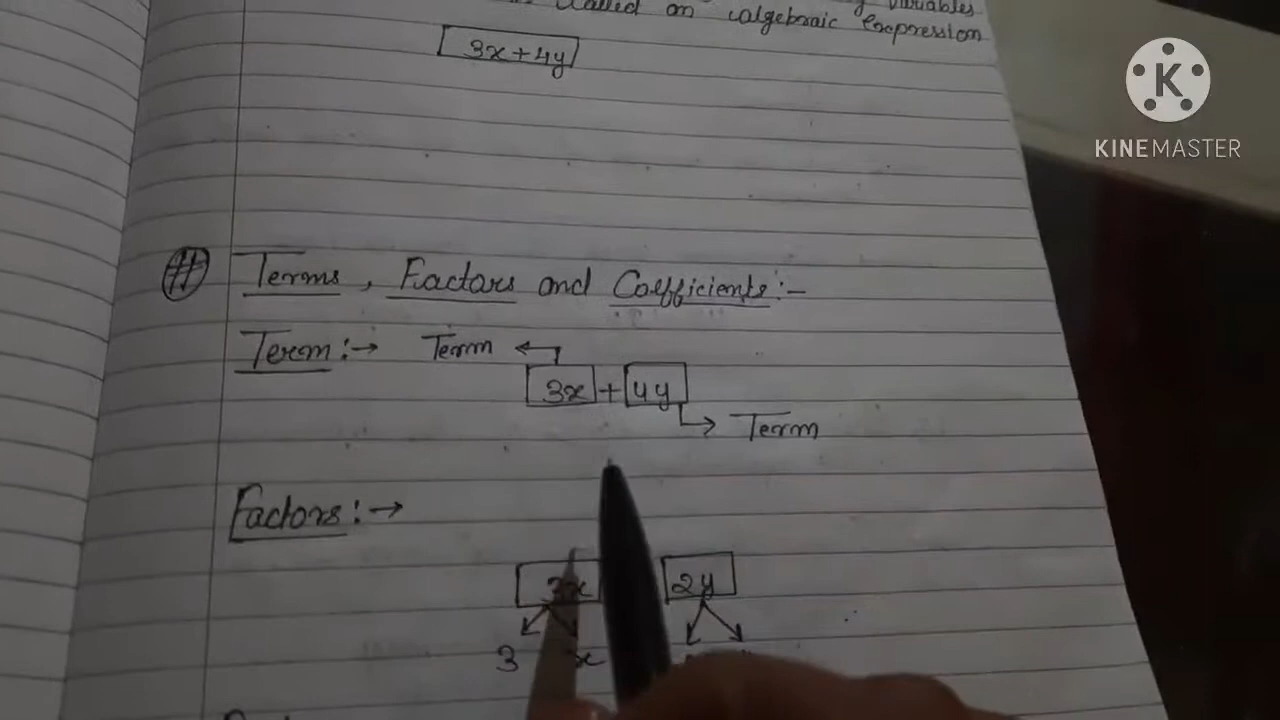 variables
called an algebraic Expression
3x+4y
K
KINEMASTER
# Terms, Factors and Coefficients:-
Term:→ Term
3x + 4y
Term
Factors:→
3x 2y
3 x